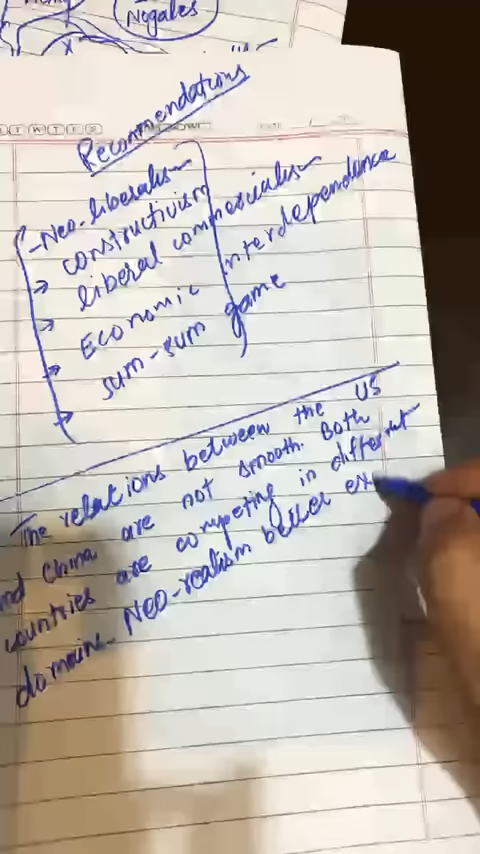 Nogales
Recommendations
-Neo-liberalism
→ constructivism
→ liberal commercialism
→ Economic interdependence
→ sum-sum game
The relations between the US
and China are not smooth. Both
countries are competing in different
domains. Neo-realism better ex